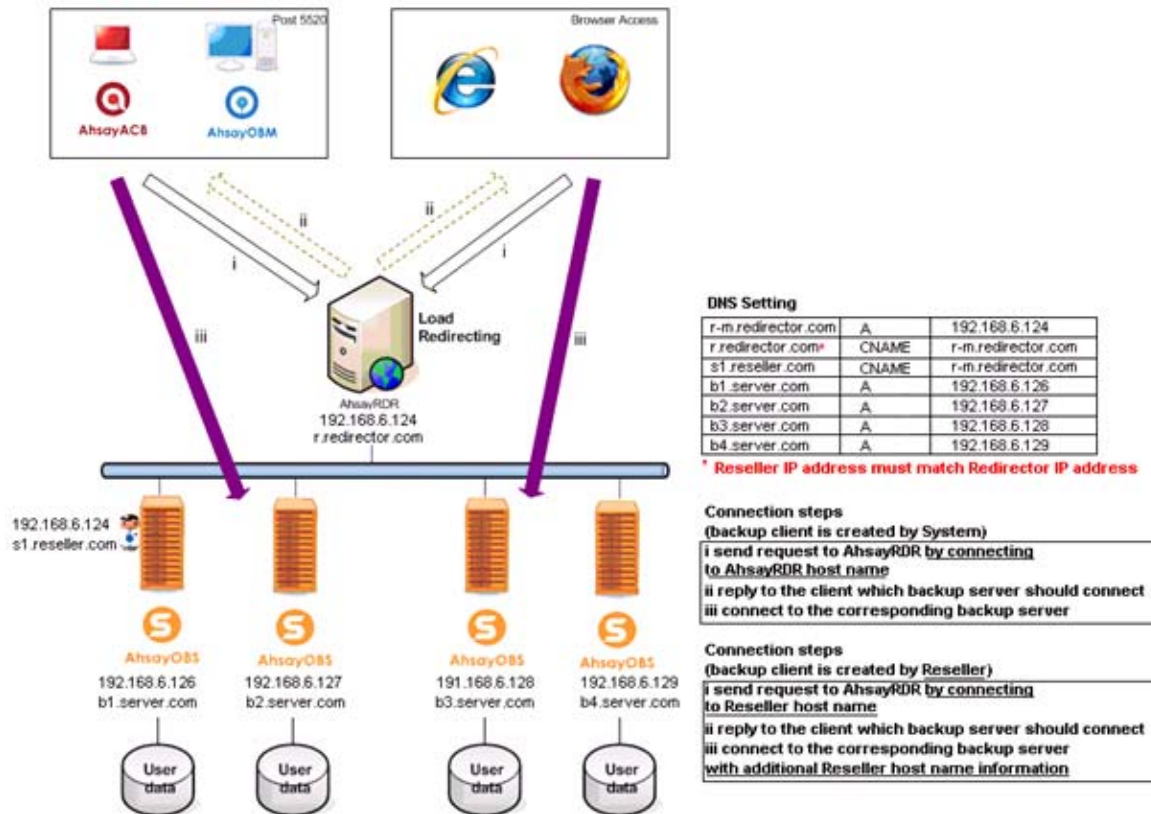 Post 5520
Browser Access
AhsayACB
AhsayOBM
ii
ii
i
i
Load
Redirecting
iii
iii
AhsayRDR
192.168.6.124
r.redirector.com
192.168.6.124
s1.reseller.com
AhsayOBS
AhsayOBS
AhsayOBS
AhsayOBS
192.168.6.126
192.168.6.127
191.168.6.128
192.168.6.129
b1.server.com
b2.server.com
b3.server.com
b4.server.com
User
data
User
data
User
data
User
data
DNS Setting
r-m.redirector.com A 192.168.6.124
r.redirector.com* CNAME r-m.redirector.com
s1.reseller.com CNAME r-m.redirector.com
b1.server.com A 192.168.6.126
b2.server.com A 192.168.6.127
b3.server.com A 192.168.6.128
b4.server.com A 192.168.6.129
* Reseller IP address must match Redirector IP address
Connection steps
(backup client is created by System)
i send request to AhsayRDR by connecting
to AhsayRDR host name
ii reply to the client which backup server should connect
iii connect to the corresponding backup server
Connection steps
(backup client is created by Reseller)
i send request to AhsayRDR by connecting
to Reseller host name
ii reply to the client which backup server should connect
iii connect to the corresponding backup server
with additional Reseller host name information